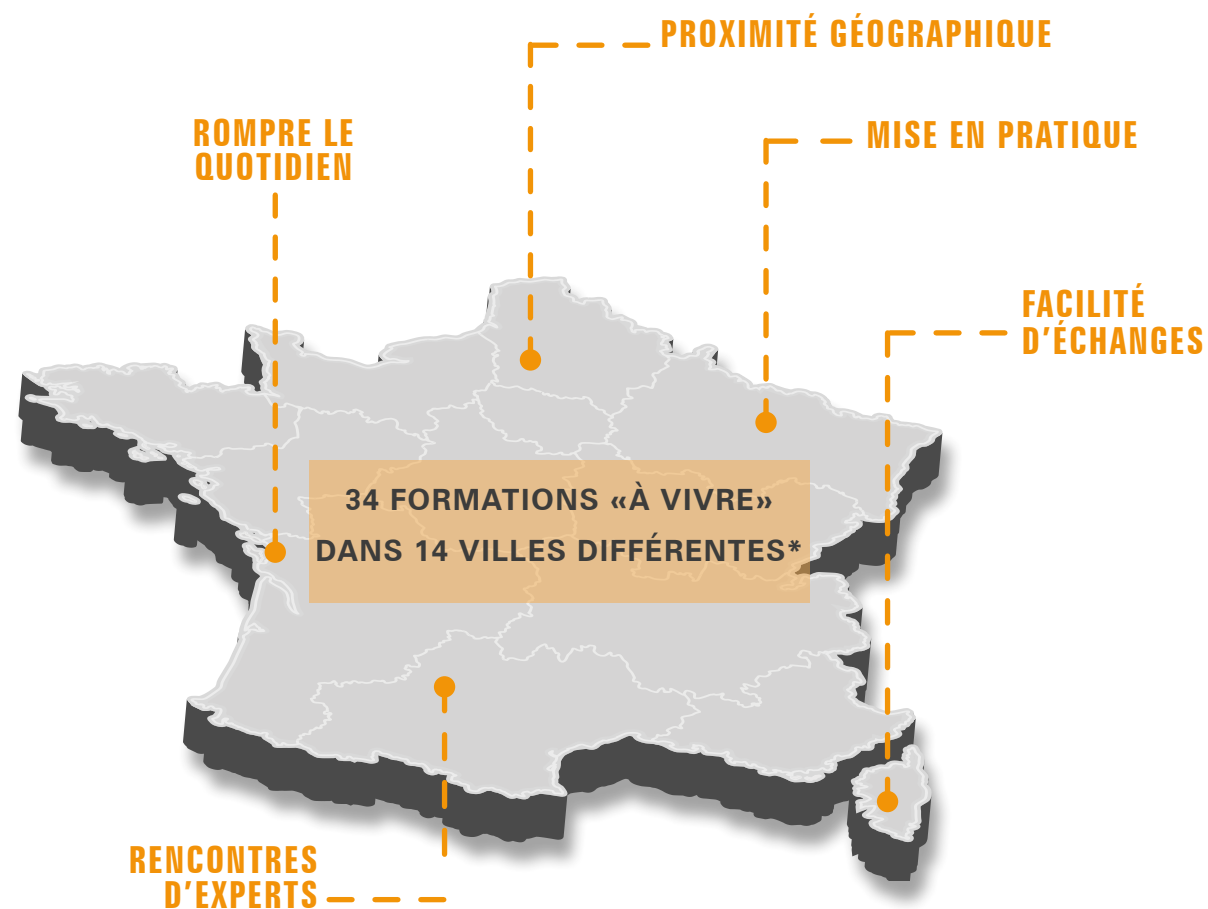 PROXIMITÉ GÉOGRAPHIQUE
ROMPRE LE
QUOTIDIEN
MISE EN PRATIQUE
FACILITÉ
D'ÉCHANGES
34 FORMATIONS «À VIVRE»
DANS 14 VILLES DIFFÉRENTES*
RENCONTRES
D'EXPERTS